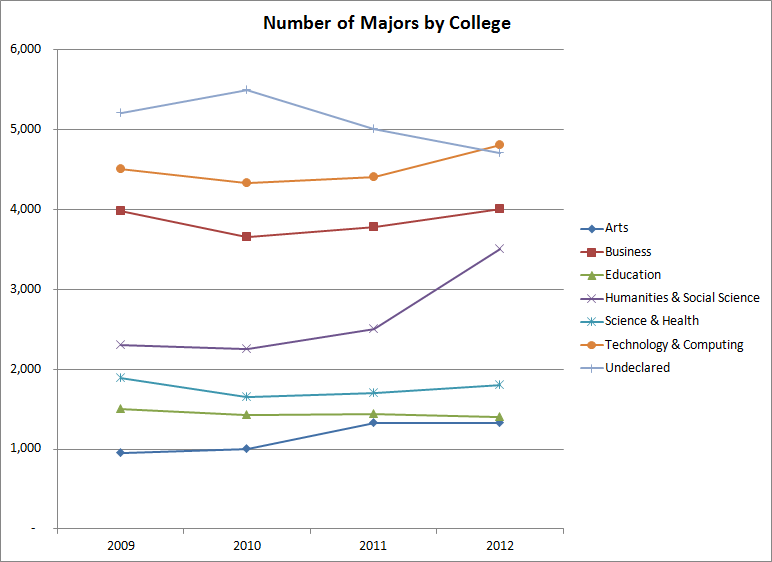 Number of Majors by College
6,000
5,000
4,000
3,000
2,000
1,000
-
2009 2010 2011 2012
Arts
Business
Education
Humanities & Social Science
Science & Health
Technology & Computing
Undeclared